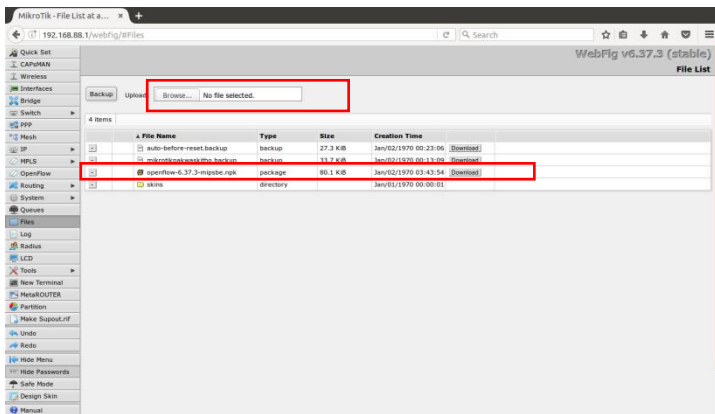 MikroTik - File List at a... × +
192.168.88.1/webfig/#Files Search
WebFig v6.37.3 (stable)
File List
Quick Set
CAPsMAN
Wireless
Interfaces
Bridge
Switch
PPP
Mesh
IP
MPLS
OpenFlow
Routing
System
Queues
Files
Log
Radius
LCD
Tools
New Terminal
MetaROUTER
Partition
Make Supout.rif
Undo
Redo
Hide Menu
Hide Passwords
Safe Mode
Design Skin
Manual
Backup Upload: Browse... No file selected.
4 items
▲ File Name Type Size Creation Time
- auto-before-reset.backup backup 27.3 KiB Jan/02/1970 00:23:06 Download
- mikrotikpakwaskitho.backup backup 33.7 KiB Jan/02/1970 00:13:09 Download
- openflow-6.37.3-mipsbe.npk package 80.1 KiB Jan/02/1970 03:43:54 Download
- skins directory Jan/01/1970 00:00:01